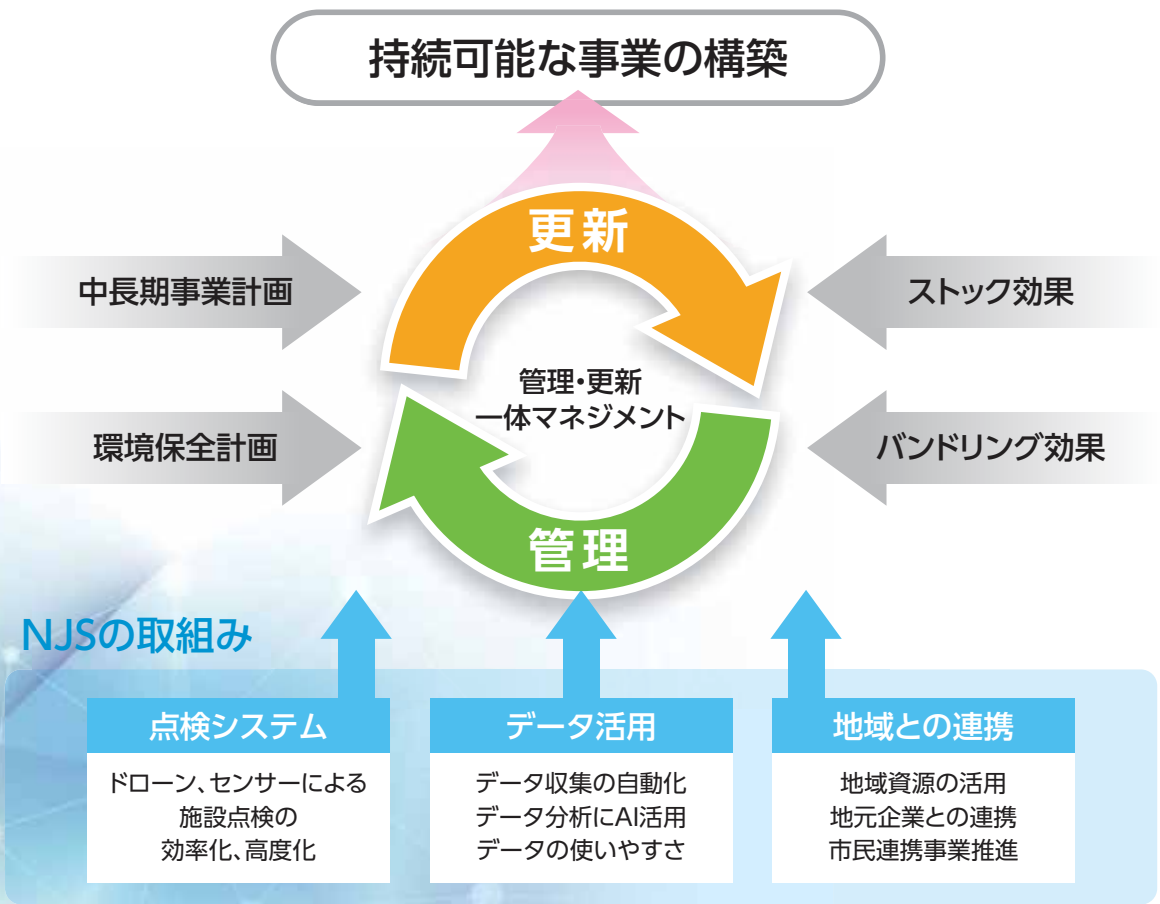 持続可能な事業の構築
更新
中長期事業計画
ストック効果
管理・更新
一体マネジメント
環境保全計画
バンドリング効果
管理
NJSの取組み
点検システム
ドローン、センサーによる
施設点検の
効率化、高度化
データ活用
データ収集の自動化
データ分析にAI活用
データの使いやすさ
地域との連携
地域資源の活用
地元企業との連携
市民連携事業推進